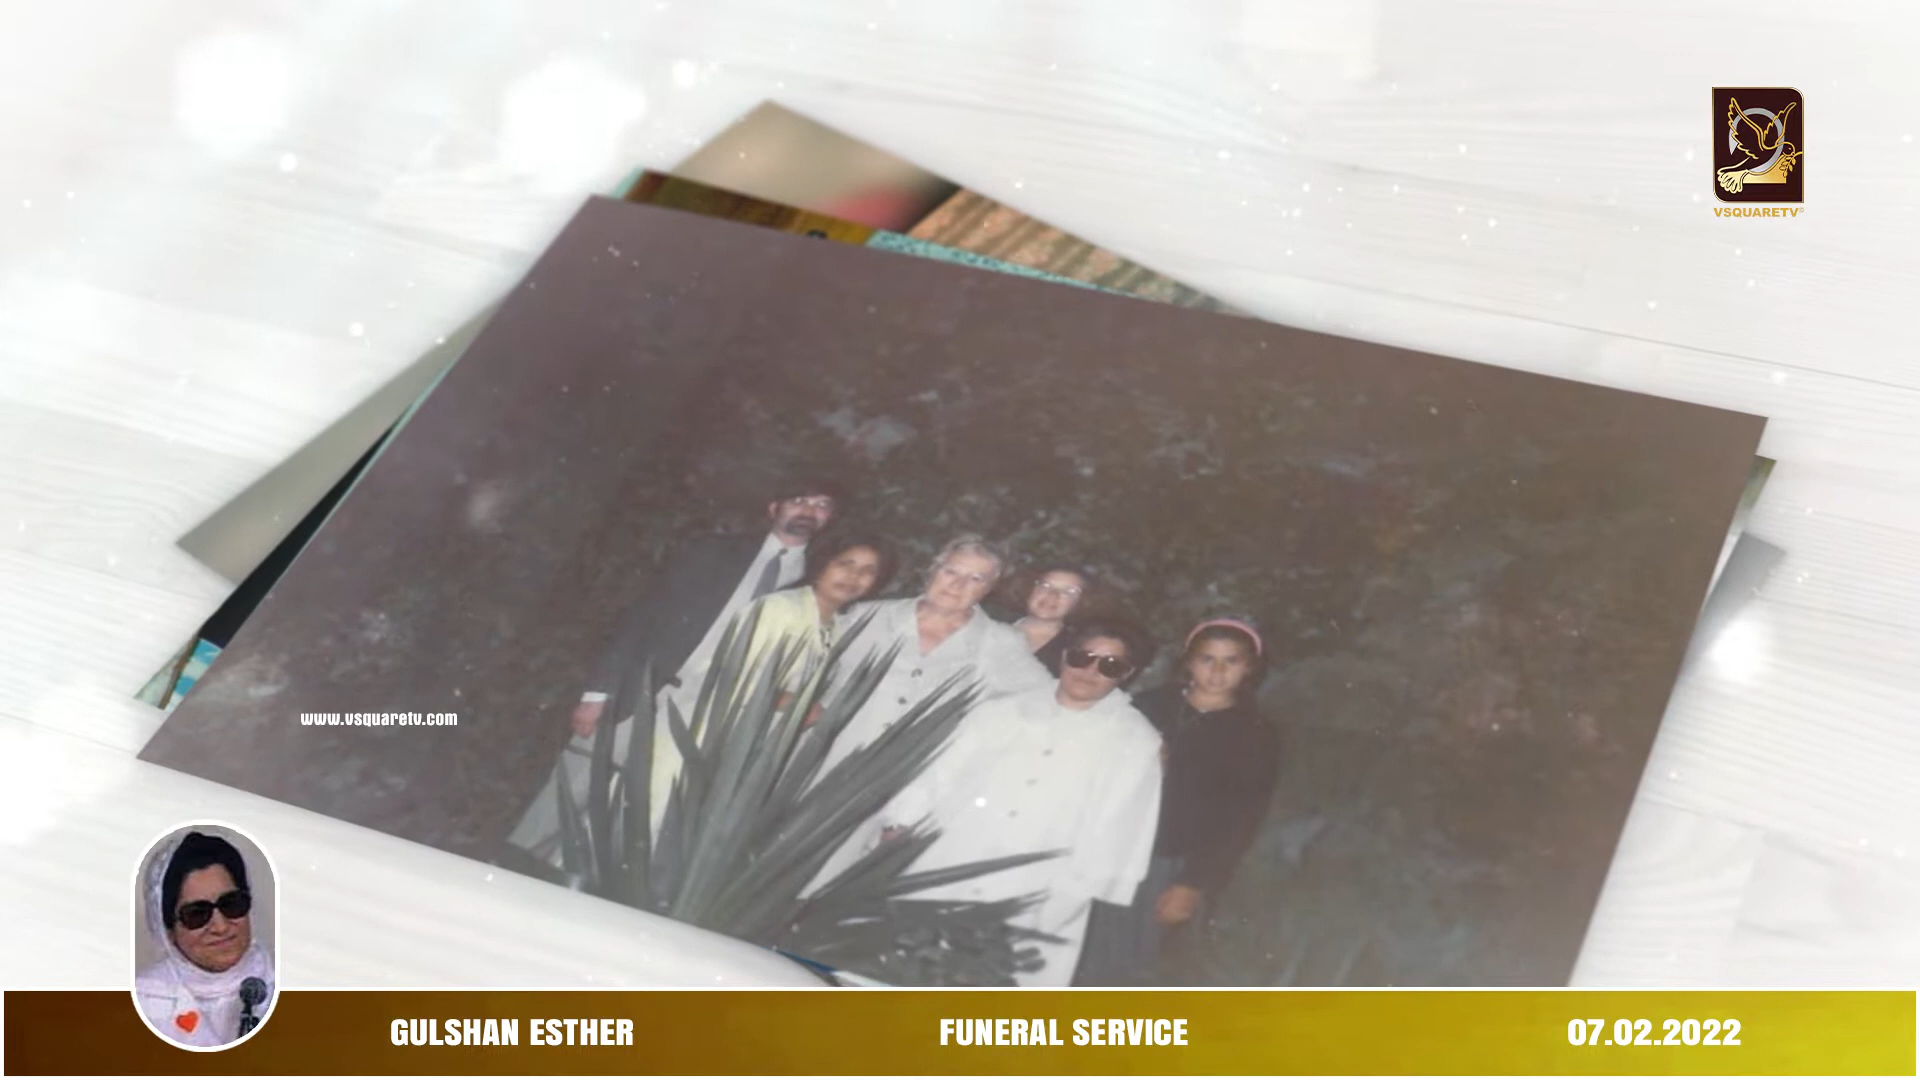 VSQUARETV
www.vsquaretv.com
GULSHAN ESTHER
FUNERAL SERVICE
07.02.2022